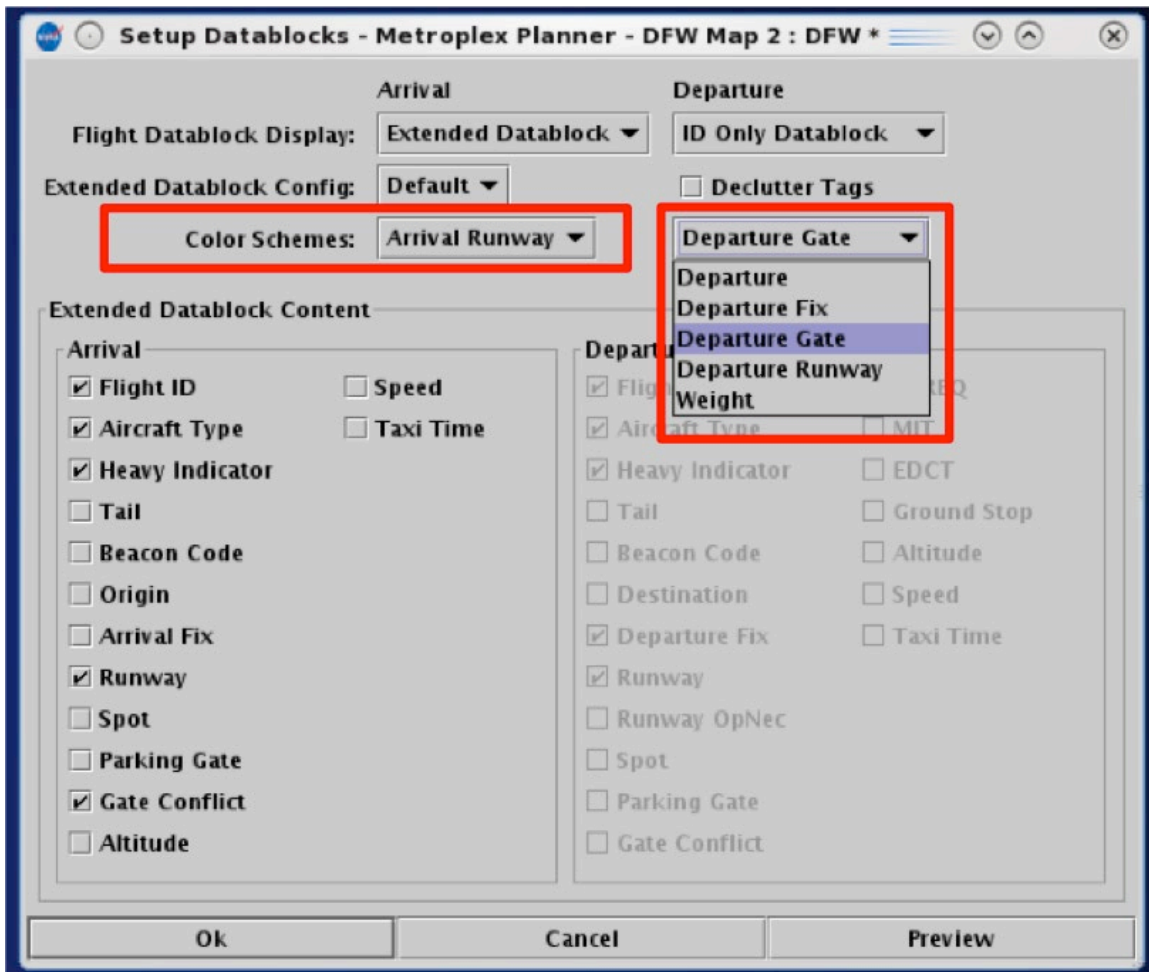 Setup Datablocks - Metroplex Planner - DFW Map 2 : DFW *
Arrival Departure
Flight Datablock Display: Extended Datablock ID Only Datablock
Extended Datablock Config: Default Declutter Tags
Color Schemes: Arrival Runway Departure Gate
Departure
Departure Fix
Departure Gate
Departure Runway
Weight
Extended Datablock Content
Arrival
Flight ID Speed
Aircraft Type Taxi Time
Heavy Indicator
Tail
Beacon Code
Origin
Arrival Fix
Runway
Spot
Parking Gate
Gate Conflict
Altitude
Aircraft Type MIT
Heavy Indicator EDCT
Tail Ground Stop
Beacon Code Altitude
Destination Speed
Departure Fix Taxi Time
Runway
Runway OpNec
Spot
Parking Gate
Gate Conflict
Ok Cancel Preview